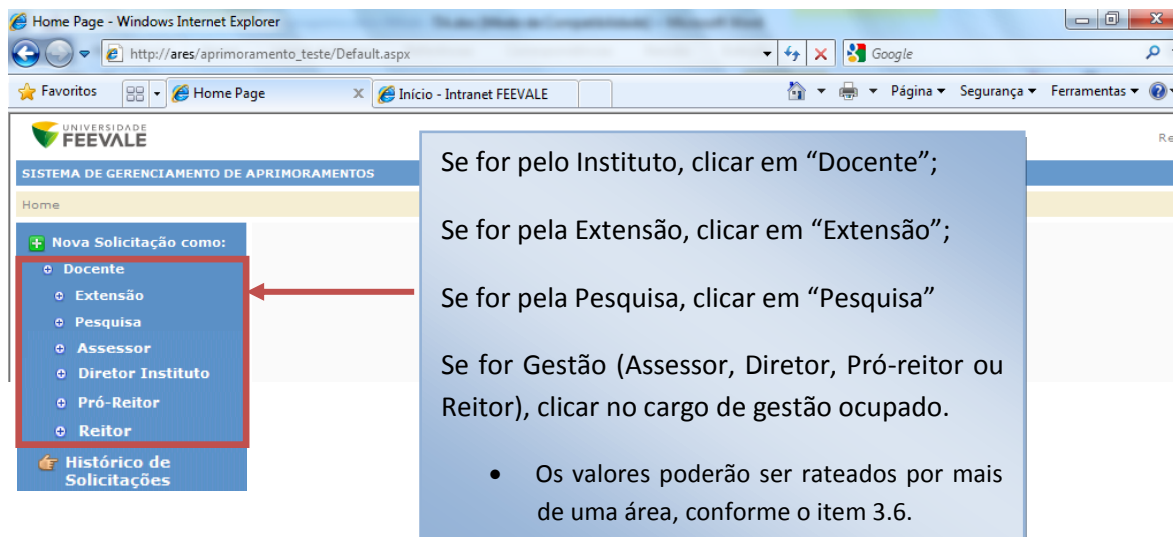 Home Page - Windows Internet Explorer
http://ares/aprimoramento_teste/Default.aspx
Google
Favoritos
Home Page
Início - Intranet FEEVALE
Página
Segurança
Ferramentas
UNIVERSIDADE
FEEVALE
Re
SISTEMA DE GERENCIAMENTO DE APRIMORAMENTOS
Home
Nova Solicitação como:
Docente
Extensão
Pesquisa
Assessor
Diretor Instituto
Pró-Reitor
Reitor
Histórico de
Solicitações
Se for pelo Instituto, clicar em “Docente”;
Se for pela Extensão, clicar em “Extensão”;
Se for pela Pesquisa, clicar em “Pesquisa”
Se for Gestão (Assessor, Diretor, Pró-reitor ou
Reitor), clicar no cargo de gestão ocupado.
• Os valores poderão ser rateados por mais
de uma área, conforme o item 3.6.